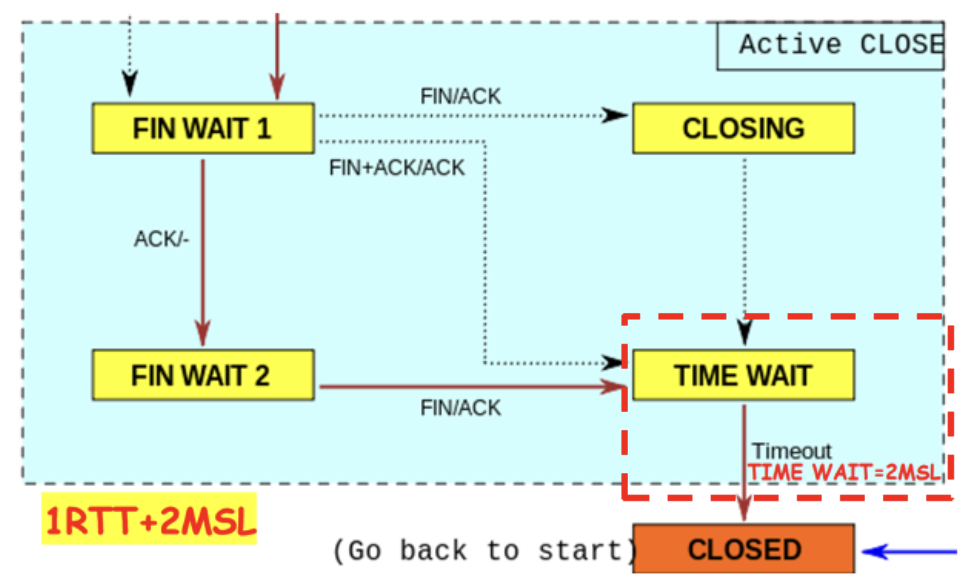 Active CLOSE
FIN/ACK
FIN WAIT 1
CLOSING
FIN+ACK/ACK
ACK/-
FIN WAIT 2
TIME WAIT
FIN/ACK
Timeout
TIME WAIT=2MSL
1RTT+2MSL
(Go back to start)
CLOSED